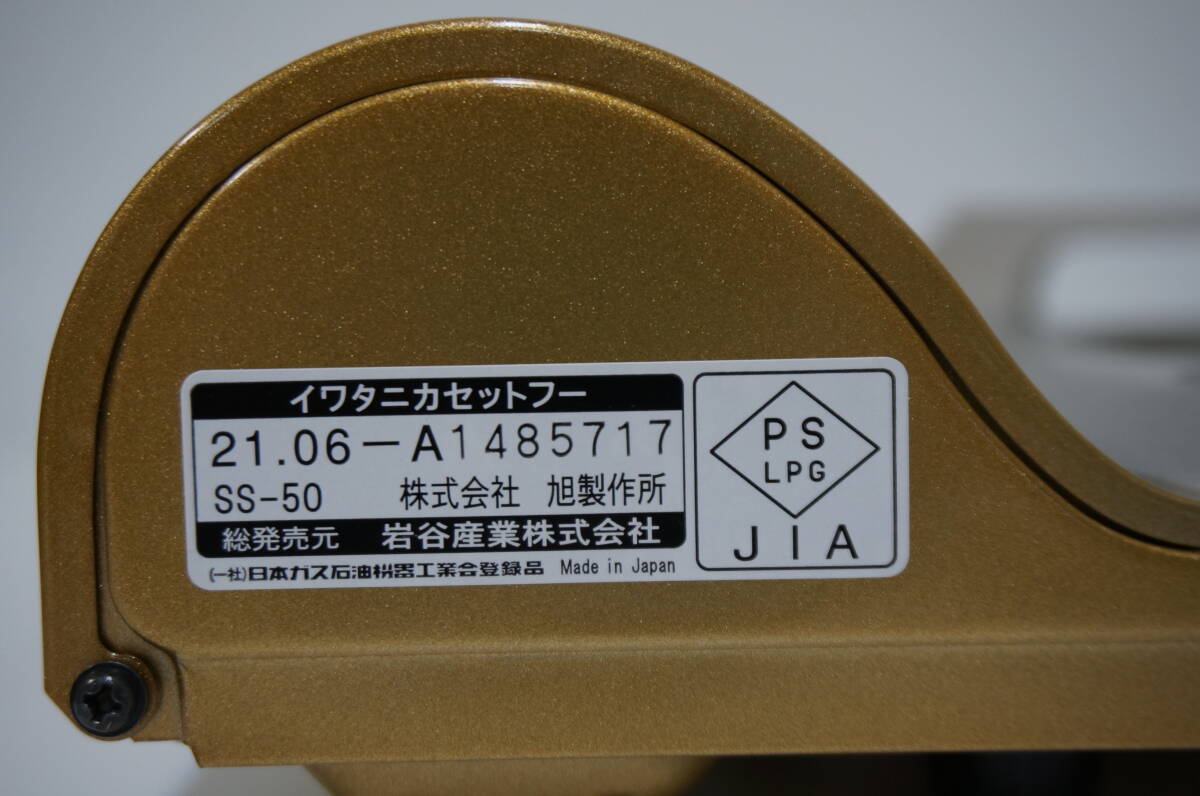 イワタニカセットフー
21.06-A1485717
SS-50 株式会社 旭製作所
総発売元 岩谷産業株式会社
(一社)日本ガス石油機器工業会登録品 Made in Japan
PS
LPG
JIA